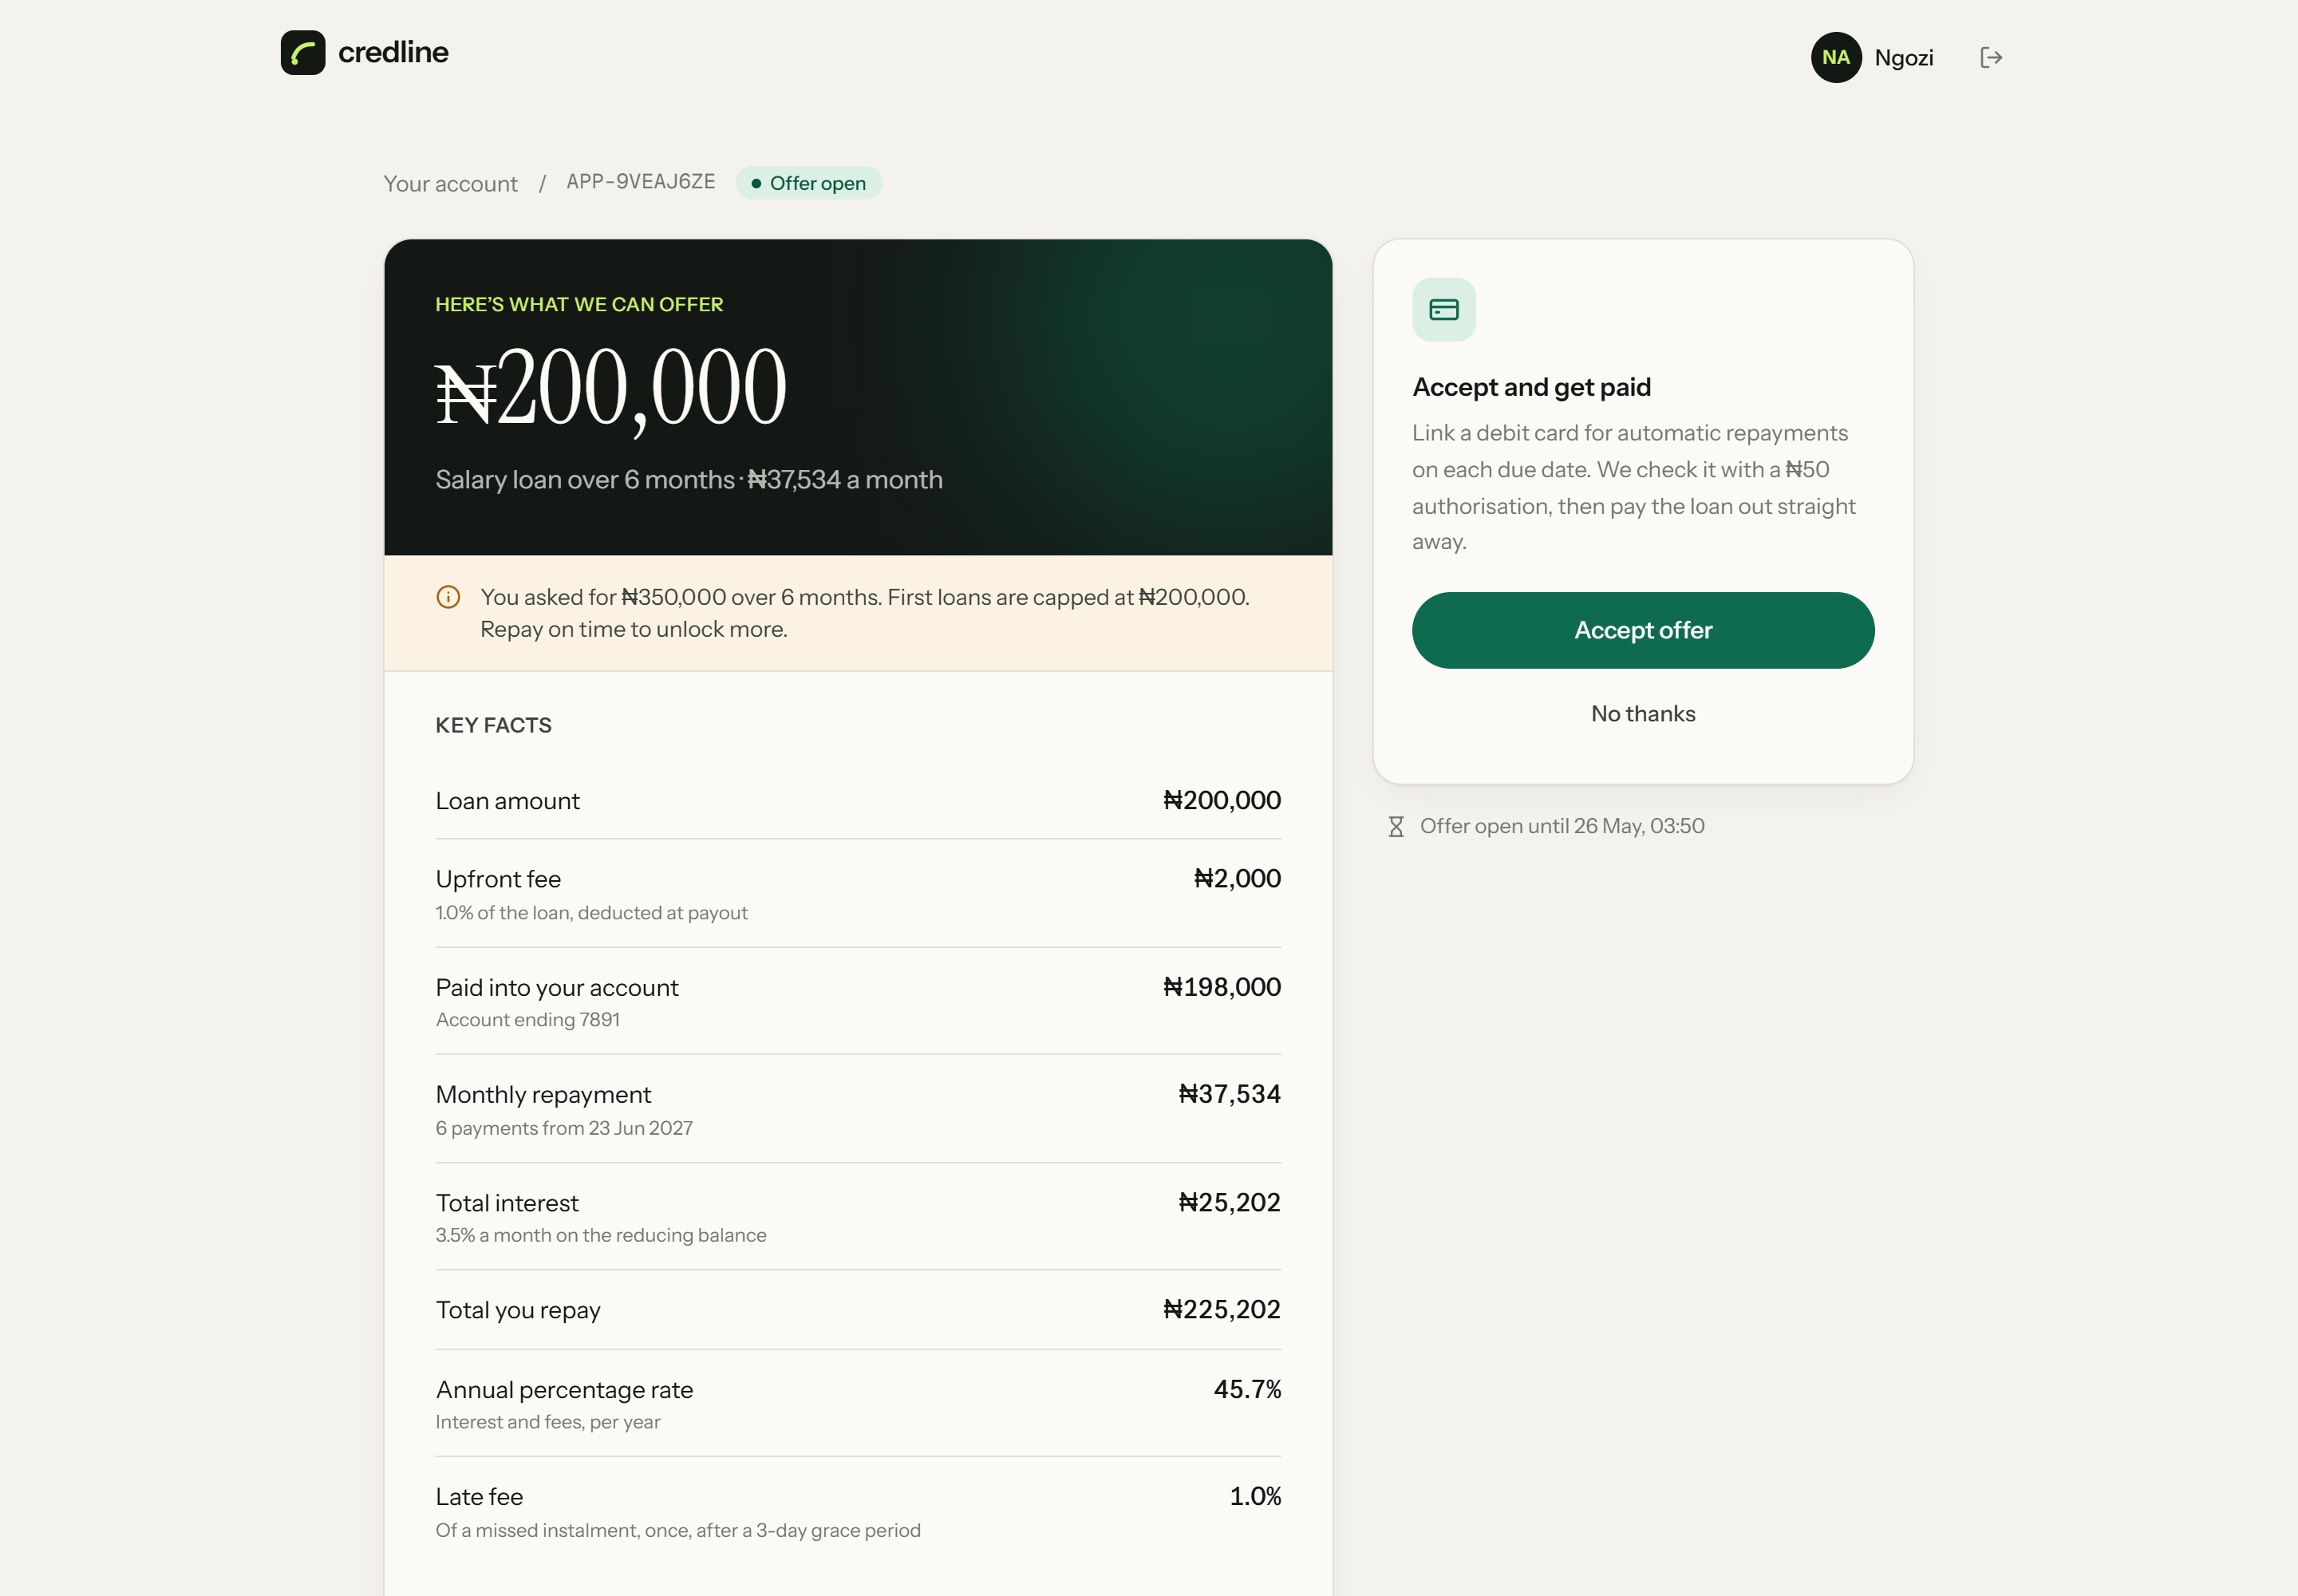 credline
NA Ngozi
Your account / APP-9VEAJ6ZE Offer open
HERE’S WHAT WE CAN OFFER
₦200,000
Salary loan over 6 months · ₦37,534 a month
You asked for ₦350,000 over 6 months. First loans are capped at ₦200,000.
Repay on time to unlock more.
KEY FACTS
Loan amount ₦200,000
Upfront fee ₦2,000
1.0% of the loan, deducted at payout
Paid into your account ₦198,000
Account ending 7891
Monthly repayment ₦37,534
6 payments from 23 Jun 2027
Total interest ₦25,202
3.5% a month on the reducing balance
Total you repay ₦225,202
Annual percentage rate 45.7%
Interest and fees, per year
Late fee 1.0%
Of a missed instalment, once, after a 3-day grace period
Accept and get paid
Link a debit card for automatic repayments
on each due date. We check it with a ₦50
authorisation, then pay the loan out straight
away.
Accept offer
No thanks
Offer open until 26 May, 03:50